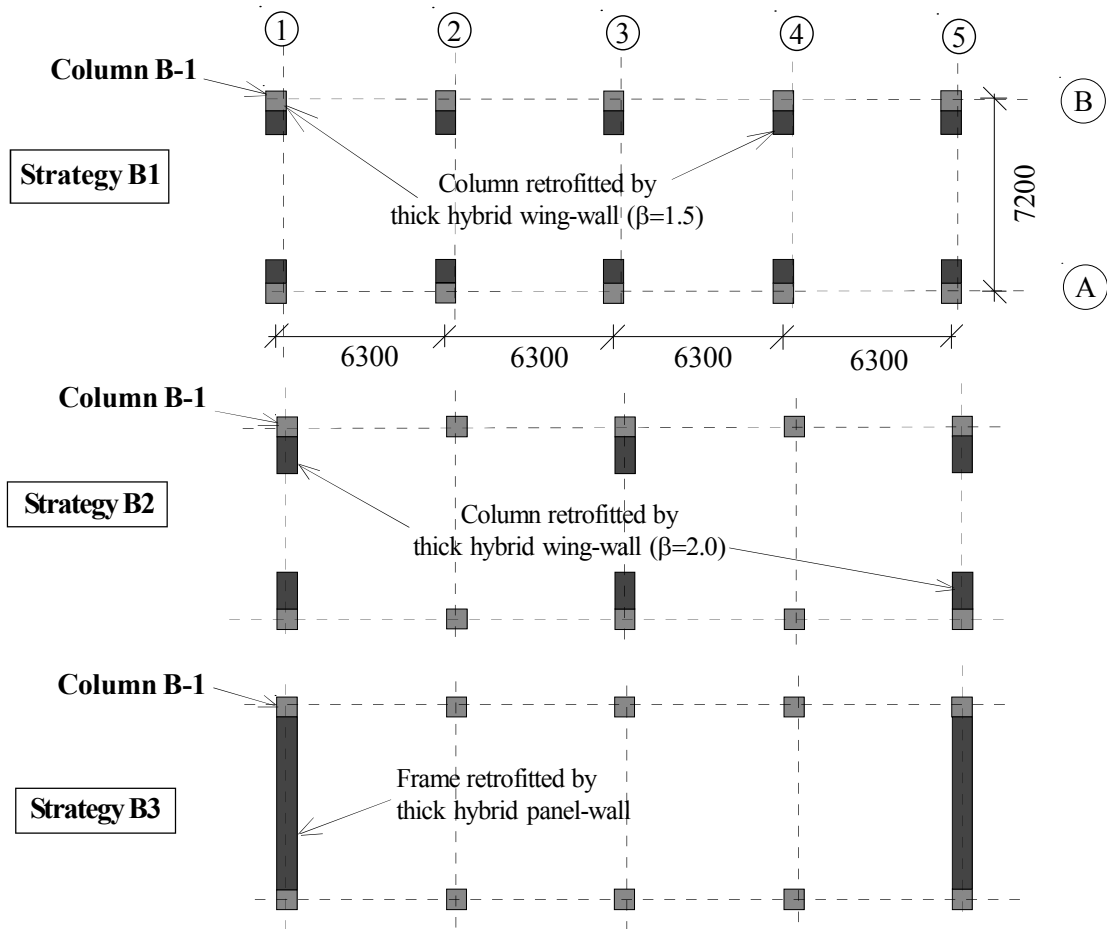 1
2
3
4
5
Column B-1
B
Strategy B1
Column retrofitted by
thick hybrid wing-wall (β=1.5)
7200
A
6300
6300
6300
6300
Column B-1
Strategy B2
Column retrofitted by
thick hybrid wing-wall (β=2.0)
Column B-1
Frame retrofitted by
thick hybrid panel-wall
Strategy B3